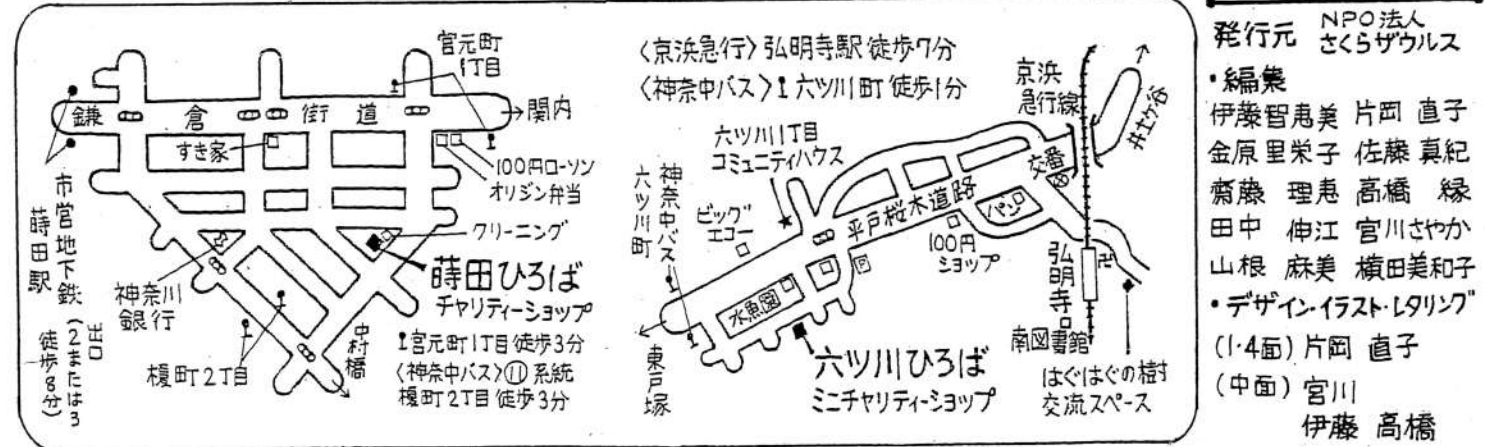 宮元町
1丁目
鎌倉街道
→関内
すき家
100円ローソン
オリジン弁当
クリーニング
市営地下鉄
蒔田駅
出口
(2または3
徒歩8分)
神奈川
銀行
榎町2丁目
中村橋
蒔田ひろば
チャリティーショップ
宮元町1丁目徒歩3分
〈神奈中バス〉⑪系統
榎町2丁目徒歩3分
〈京浜急行〉弘明寺駅徒歩7分
〈神奈中バス〉六ツ川町徒歩1分
京浜
急行線
井土ヶ谷
六ツ川1丁目
コミュニティハウス
神奈中バス
六ツ川町
ビッグ
エコー
平戸桜木道路
交番
パン
100円
ショップ
水魚園
東戸塚
六ツ川ひろば
ミニチャリティーショップ
弘明寺
卍
南図書館
はぐはぐの樹
交流スペース
発行元 NPO法人
さくらザウルス
・編集
伊藤智恵美 片岡 直子
金原里栄子 佐藤 真紀
齋藤 理恵 高橋 縁
田中 伸江 宮川さやか
山根 麻美 横田美和子
・デザイン・イラスト・レタリング
(1・4面) 片岡 直子
(中面) 宮川
伊藤 高橋